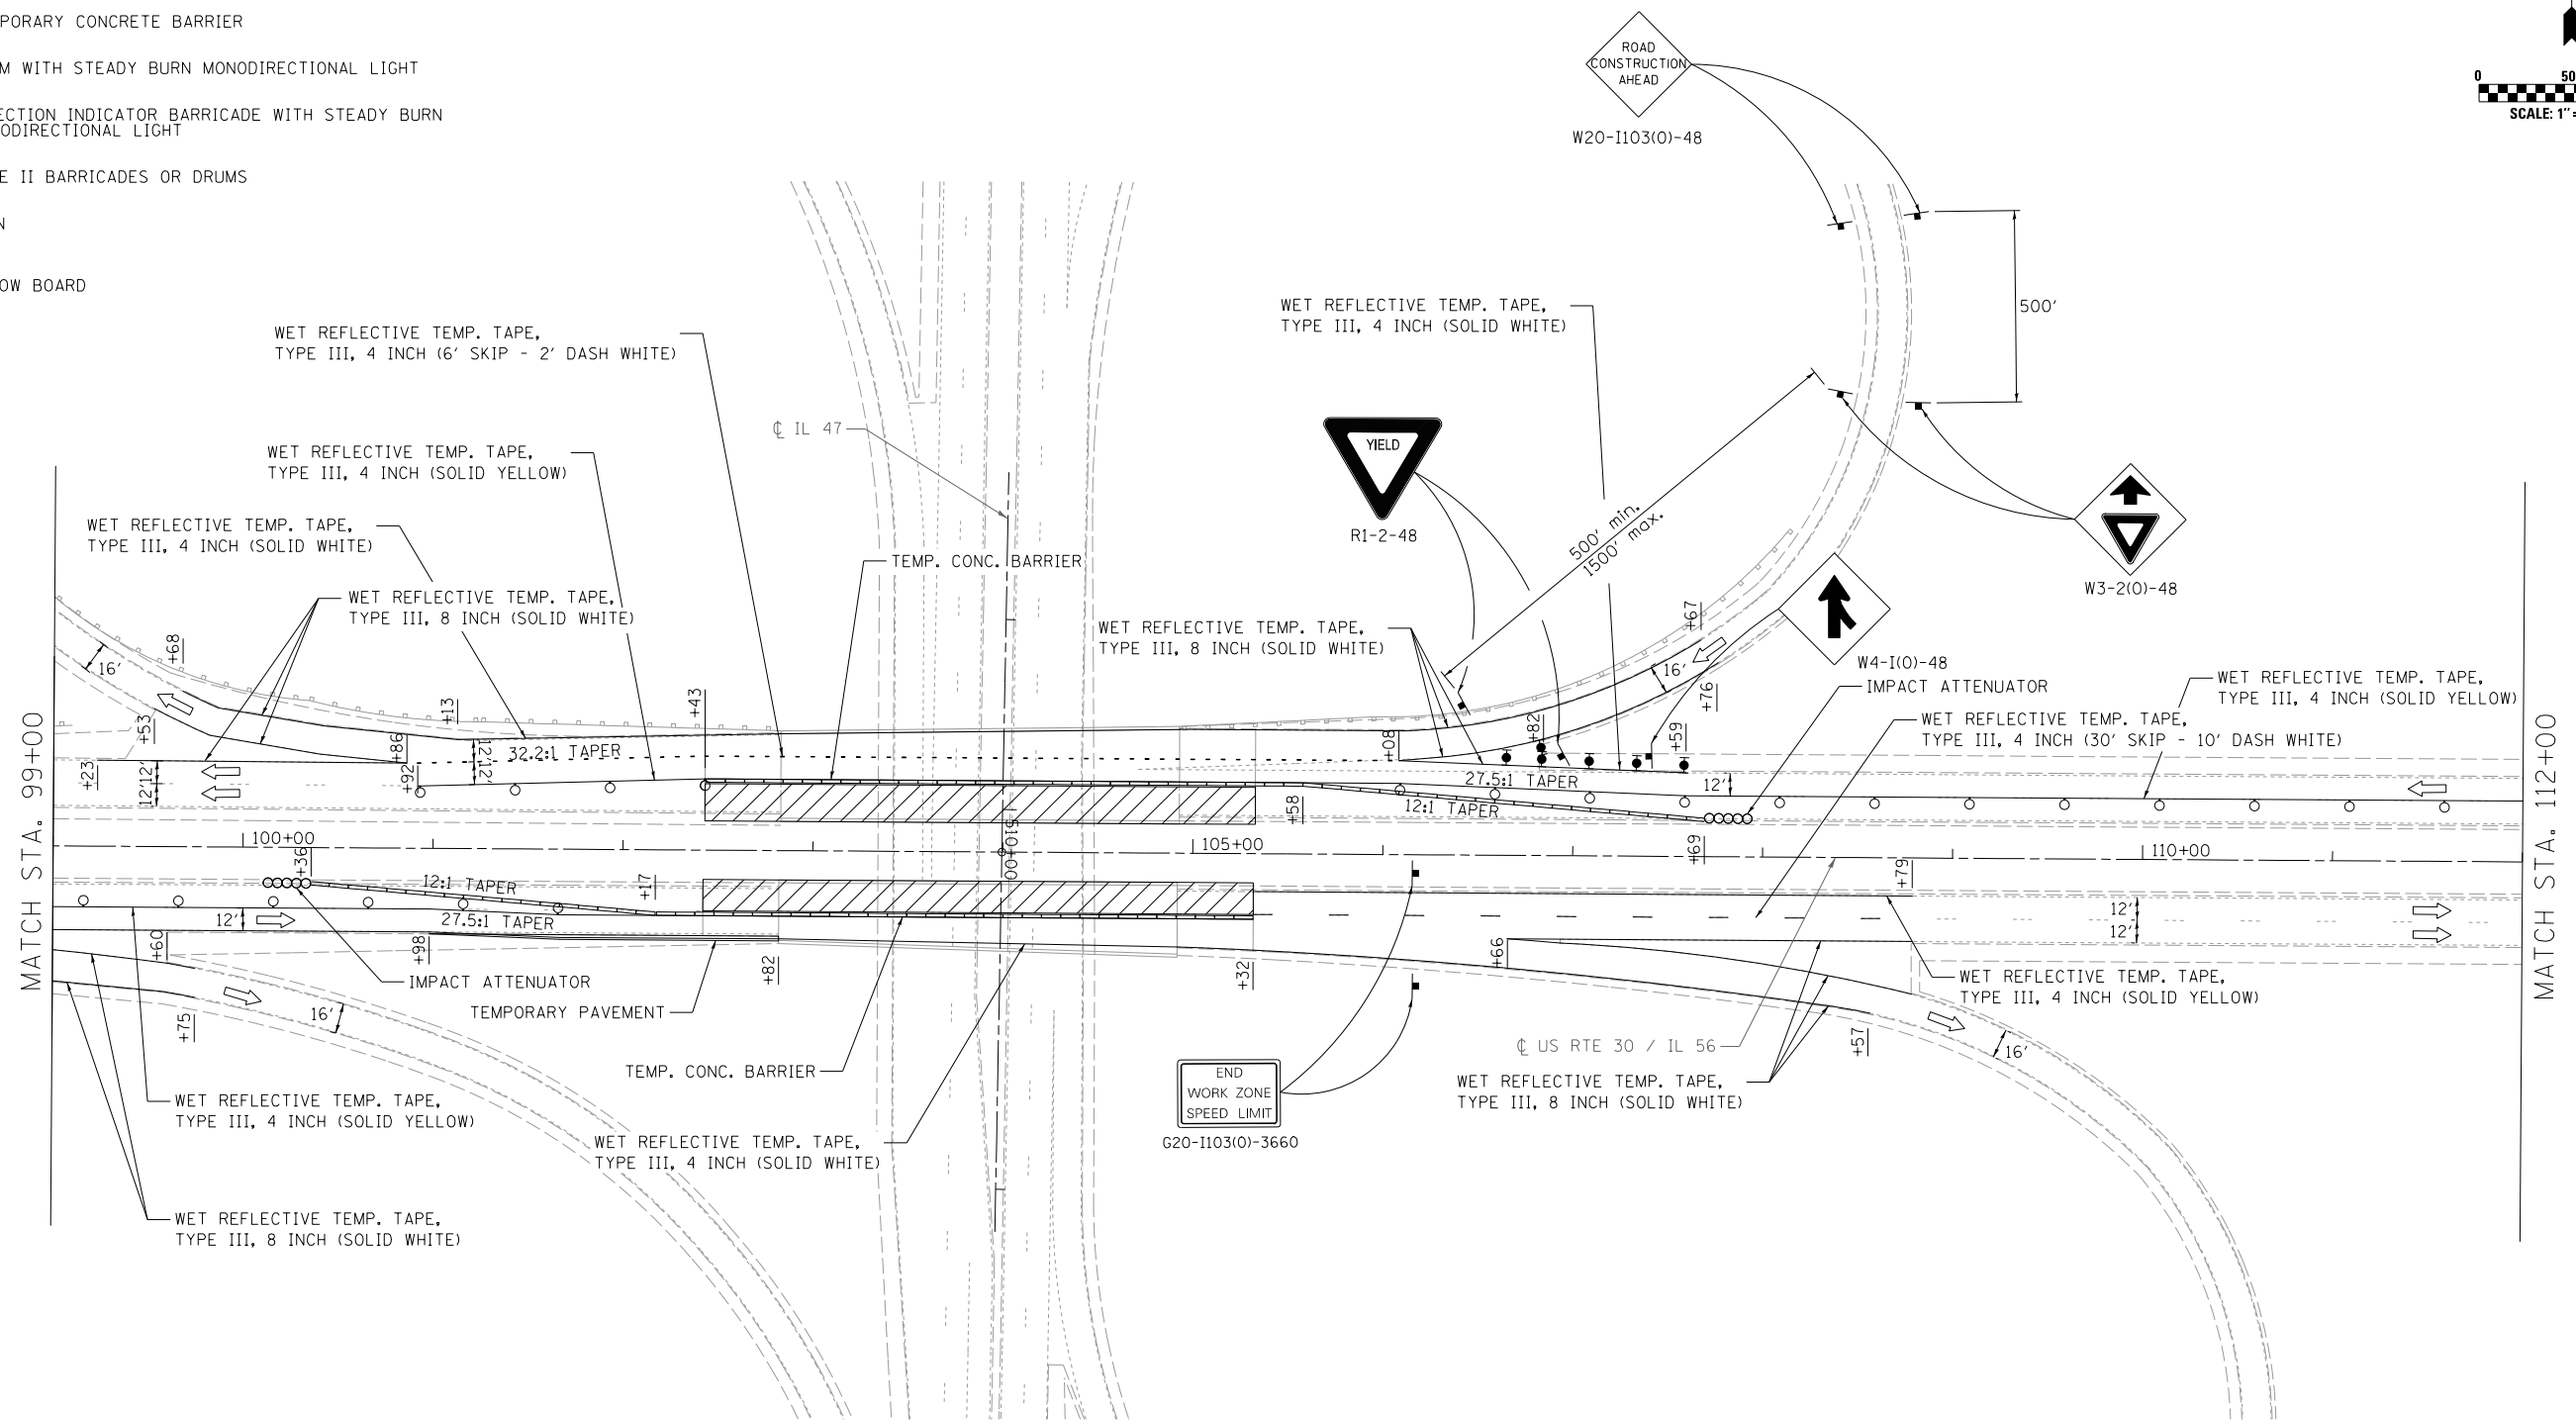 PORARY CONCRETE BARRIER
M WITH STEADY BURN MONODIRECTIONAL LIGHT
ECTION INDICATOR BARRICADE WITH STEADY BURN
ODIRECTIONAL LIGHT
E II BARRICADES OR DRUMS
N
OW BOARD
ROAD
CONSTRUCTION
AHEAD
W20-I103(0)-48
0 50
SCALE: 1"=
500'
WET REFLECTIVE TEMP. TAPE,
TYPE III, 4 INCH (6' SKIP - 2' DASH WHITE)
WET REFLECTIVE TEMP. TAPE,
TYPE III, 4 INCH (SOLID WHITE)
℄ IL 47
WET REFLECTIVE TEMP. TAPE,
TYPE III, 4 INCH (SOLID YELLOW)
YIELD
R1-2-48
500' min.
1500' max.
W3-2(0)-48
WET REFLECTIVE TEMP. TAPE,
TYPE III, 4 INCH (SOLID WHITE)
TEMP. CONC. BARRIER
WET REFLECTIVE TEMP. TAPE,
TYPE III, 8 INCH (SOLID WHITE)
WET REFLECTIVE TEMP. TAPE,
TYPE III, 8 INCH (SOLID WHITE)
W4-I(0)-48
IMPACT ATTENUATOR
WET REFLECTIVE TEMP. TAPE,
TYPE III, 4 INCH (SOLID YELLOW)
WET REFLECTIVE TEMP. TAPE,
TYPE III, 4 INCH (30' SKIP - 10' DASH WHITE)
MATCH STA. 99+00
MATCH STA. 112+00
16'
+68
+53
+23
12'
12'
+13
+86
+92
12'
12'
32.2:1 TAPER
+43
+08
+82
+67
16'
+76
+59
27.5:1 TAPER
12:1 TAPER
12'
+58
+69
100+00
510+00
105+00
110+00
+36
12:1 TAPER
27.5:1 TAPER
12'
+17
+60
+98
+82
+32
+66
+79
12'
12'
+75
16'
+57
16'
IMPACT ATTENUATOR
TEMPORARY PAVEMENT
TEMP. CONC. BARRIER
WET REFLECTIVE TEMP. TAPE,
TYPE III, 4 INCH (SOLID YELLOW)
℄ US RTE 30 / IL 56
WET REFLECTIVE TEMP. TAPE,
TYPE III, 8 INCH (SOLID WHITE)
END
WORK ZONE
SPEED LIMIT
G20-I103(0)-3660
WET REFLECTIVE TEMP. TAPE,
TYPE III, 4 INCH (SOLID YELLOW)
WET REFLECTIVE TEMP. TAPE,
TYPE III, 4 INCH (SOLID WHITE)
WET REFLECTIVE TEMP. TAPE,
TYPE III, 8 INCH (SOLID WHITE)